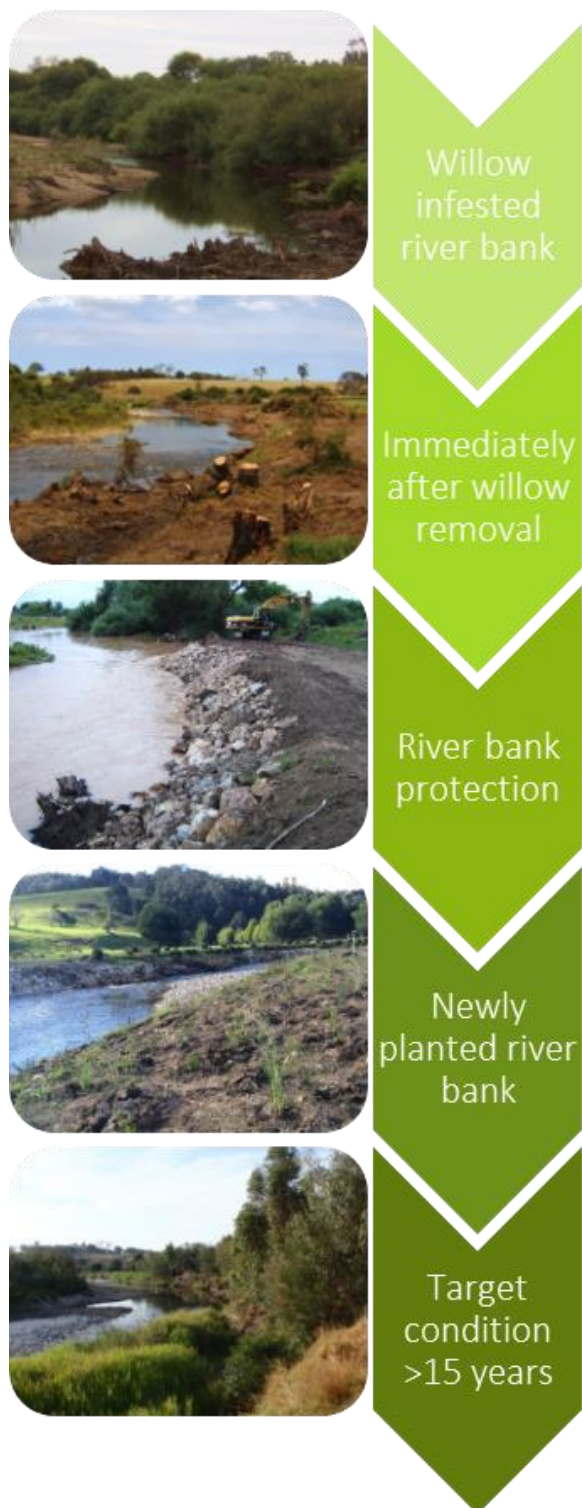 Willow
infested
river bank
Immediately
after willow
removal
River bank
protection
Newly
planted river
bank
Target
condition
>15 years